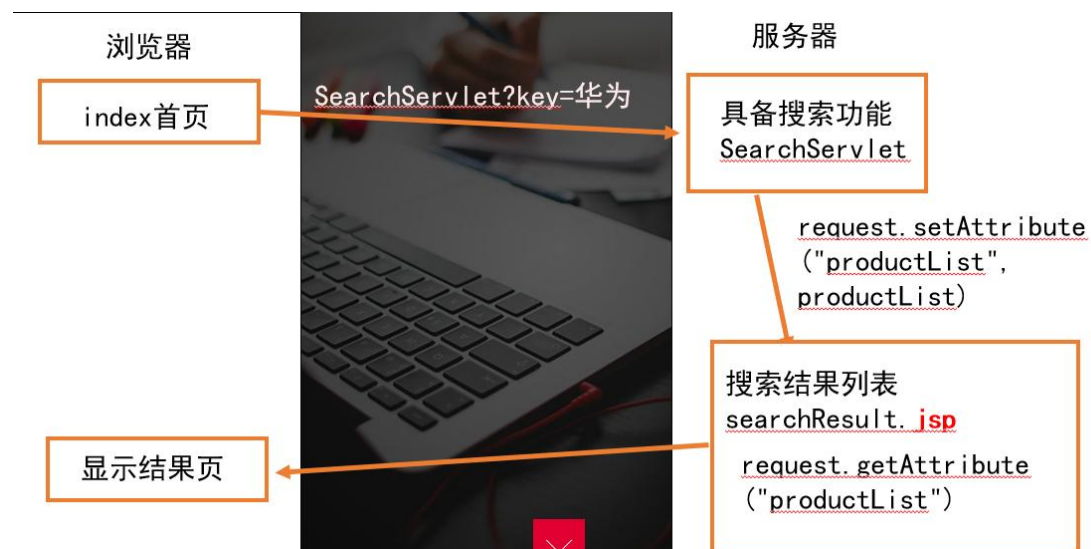 浏览器
服务器
index首页
SearchServlet?key=华为
具备搜索功能
SearchServlet
request.setAttribute
("productList",
productList)
搜索结果列表
searchResult.jsp
request.getAttribute
("productList")
显示结果页